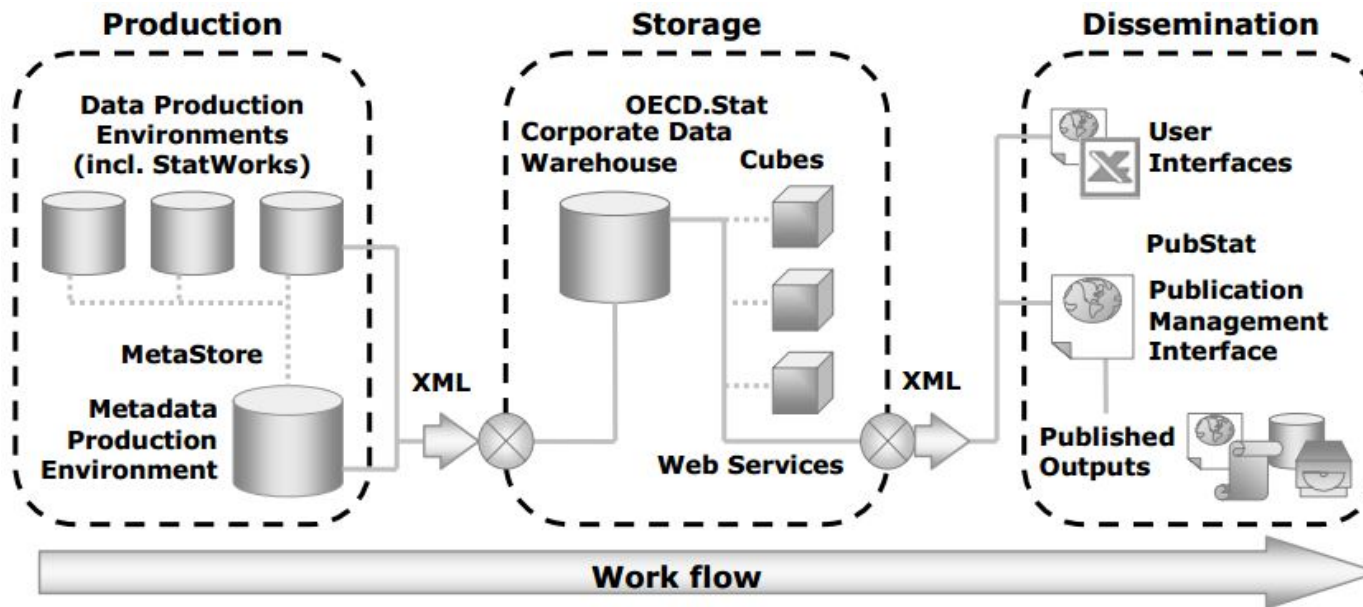 Production
Storage
Dissemination
Data Production
Environments
(incl. StatWorks)
MetaStore
Metadata
Production
Environment
XML
OECD.Stat
Corporate Data
Warehouse
Cubes
Web Services
XML
User
Interfaces
PubStat
Publication
Management
Interface
Published
Outputs
Work flow